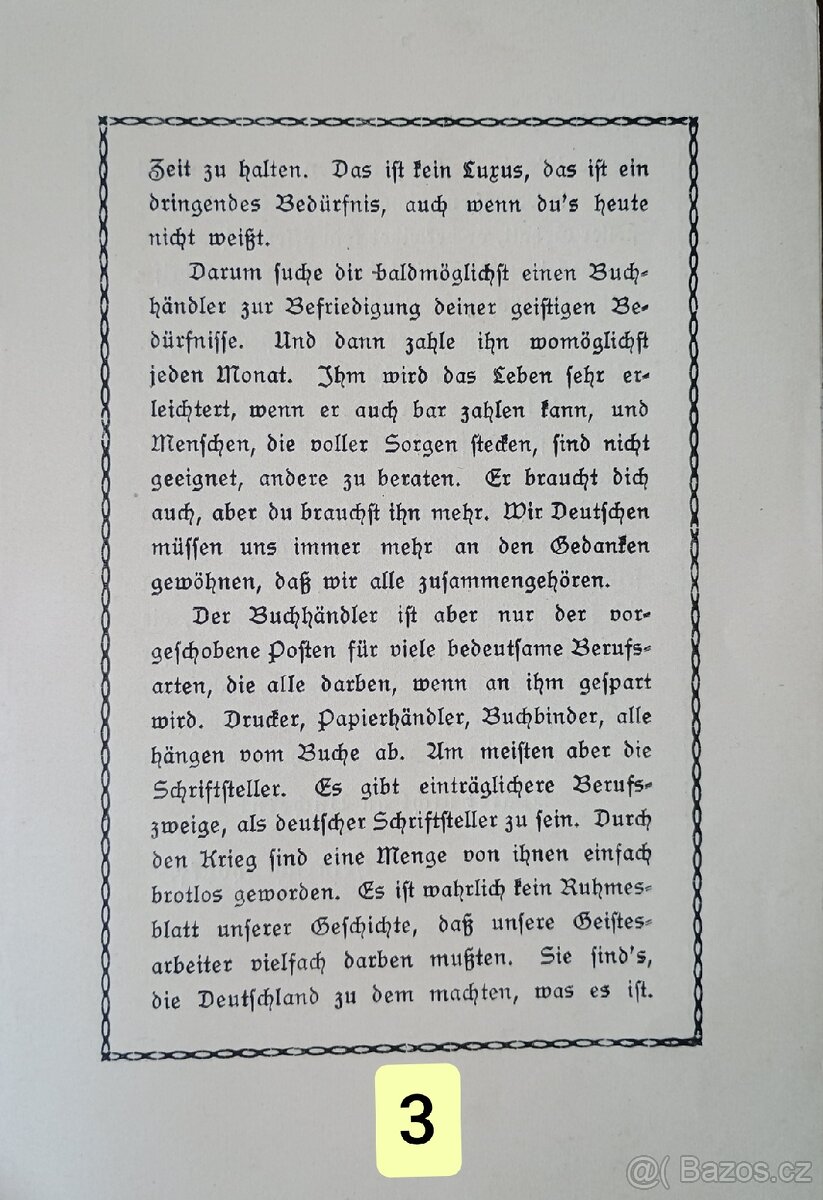 Zeit zu halten. Das ist kein Luxus, das ist ein
dringendes Bedürfnis, auch wenn du's heute
nicht weißt.
Darum suche dir baldmöglichst einen Buch-
händler zur Befriedigung deiner geistigen Be-
dürfnisse. Und dann zahle ihn womöglichst
jeden Monat. Ihm wird das Leben sehr er-
leichtert, wenn er auch bar zahlen kann, und
Menschen, die voller Sorgen stecken, sind nicht
geeignet, andere zu beraten. Er braucht dich
auch, aber du brauchst ihn mehr. Wir Deutschen
müssen uns immer mehr an den Gedanken
gewöhnen, daß wir alle zusammengehören.
Der Buchhändler ist aber nur der vor-
geschobene Posten für viele bedeutsame Berufs-
arten, die alle darben, wenn an ihm gespart
wird. Drucker, Papierhändler, Buchbinder, alle
hängen vom Buche ab. Am meisten aber die
Schriftsteller. Es gibt einträglichere Berufs-
zweige, als deutscher Schriftsteller zu sein. Durch
den Krieg sind eine Menge von ihnen einfach
brotlos geworden. Es ist wahrlich kein Ruhmes-
blatt unserer Geschichte, daß unsere Geistes-
arbeiter vielfach darben mußten. Sie sind's,
die Deutschland zu dem machten, was es ist.
3
@( Bazos.cz